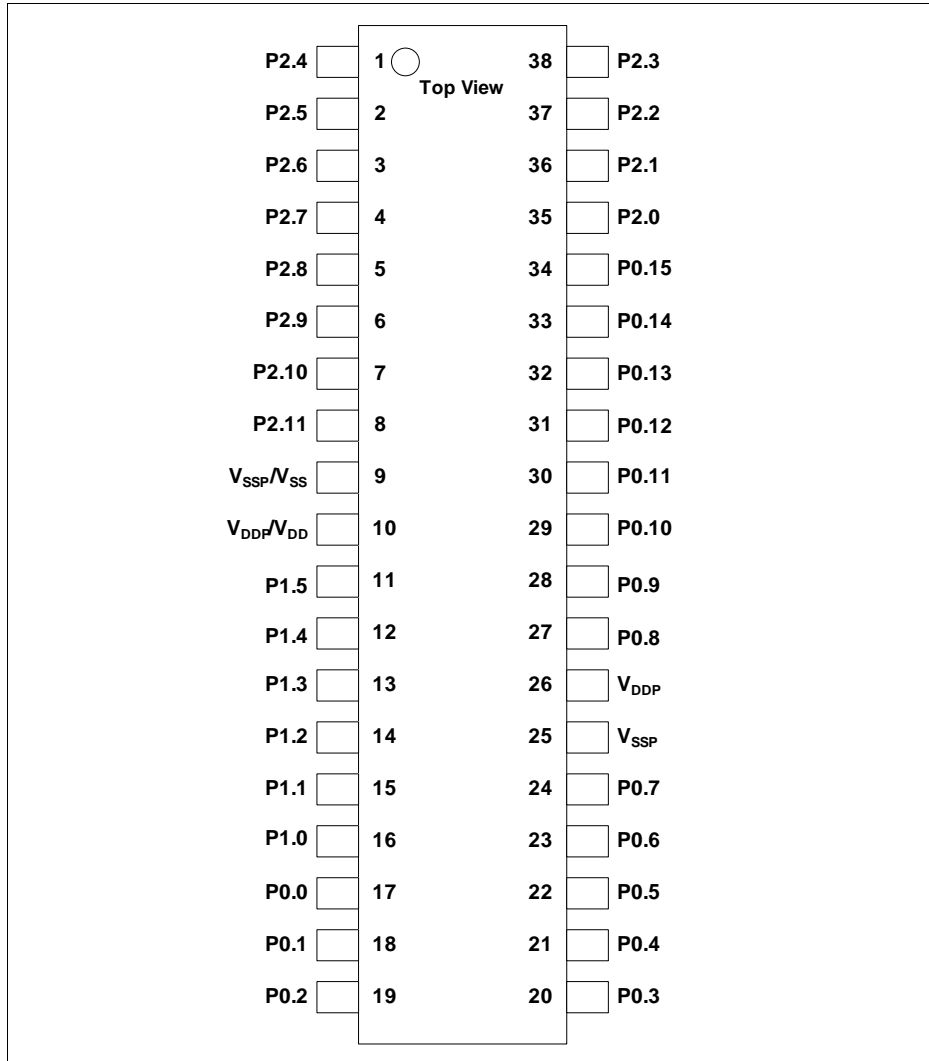 P2.4 1 38 P2.3
Top View
P2.5 2 37 P2.2
P2.6 3 36 P2.1
P2.7 4 35 P2.0
P2.8 5 34 P0.15
P2.9 6 33 P0.14
P2.10 7 32 P0.13
P2.11 8 31 P0.12
VSSP/VSS 9 30 P0.11
VDDP/VDD 10 29 P0.10
P1.5 11 28 P0.9
P1.4 12 27 P0.8
P1.3 13 26 VDDP
P1.2 14 25 VSSP
P1.1 15 24 P0.7
P1.0 16 23 P0.6
P0.0 17 22 P0.5
P0.1 18 21 P0.4
P0.2 19 20 P0.3